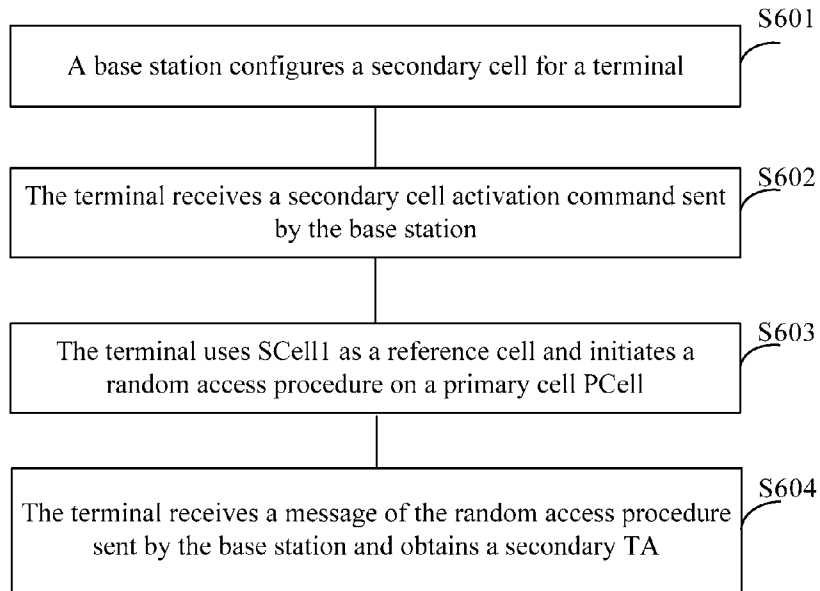 S601
A base station configures a secondary cell for a terminal
S602
The terminal receives a secondary cell activation command sent
by the base station
S603
The terminal uses SCell1 as a reference cell and initiates a
random access procedure on a primary cell PCell
S604
The terminal receives a message of the random access procedure
sent by the base station and obtains a secondary TA